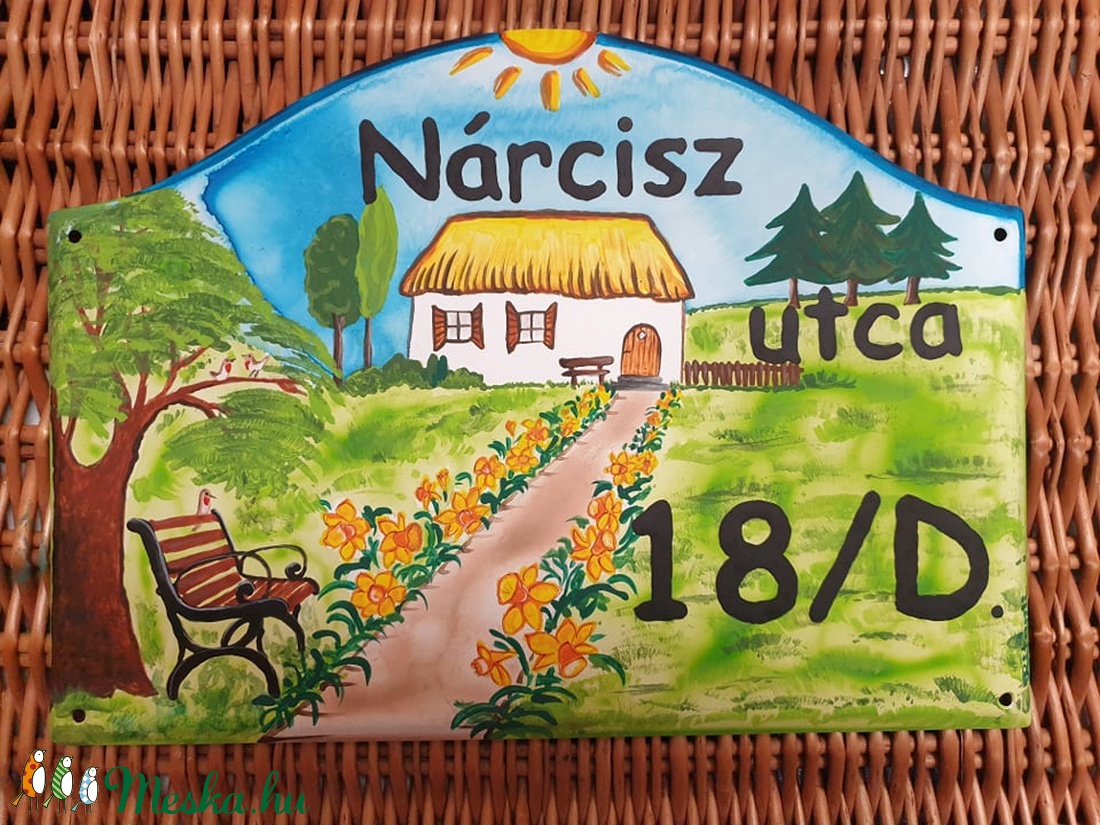 Nárcisz
utca
18/D.
Meska.hu